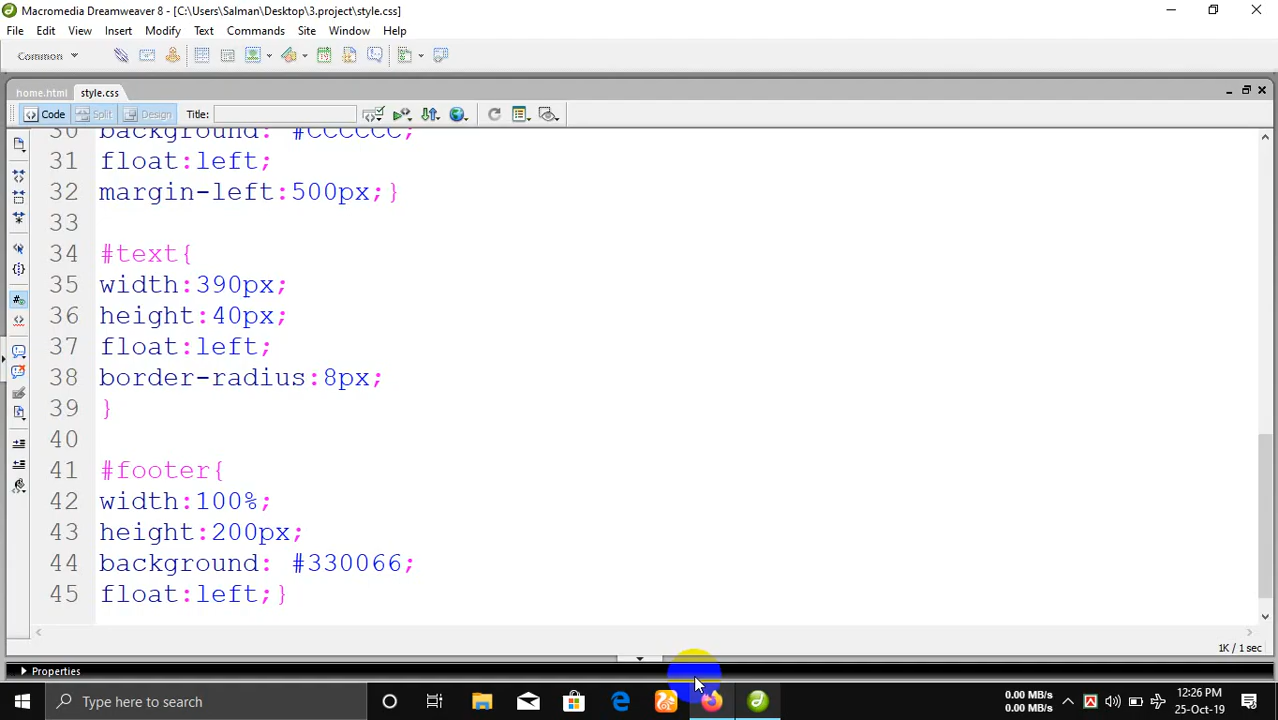 Macromedia Dreamweaver 8 - [C:\Users\Salman\Desktop\3.project\style.css]
File Edit View Insert Modify Text Commands Site Window Help
Common
home.html style.css
Code Split Design Title:
30 background: #CCCCCC;
31 float:left;
32 margin-left:500px;}
33
34 #text{
35 width:390px;
36 height:40px;
37 float:left;
38 border-radius:8px;
39 }
40
41 #footer{
42 width:100%;
43 height:200px;
44 background: #330066;
45 float:left;}
1K / 1 sec
Properties
Type here to search
0.00 MB/s
0.00 MB/s
12:26 PM
25-Oct-19